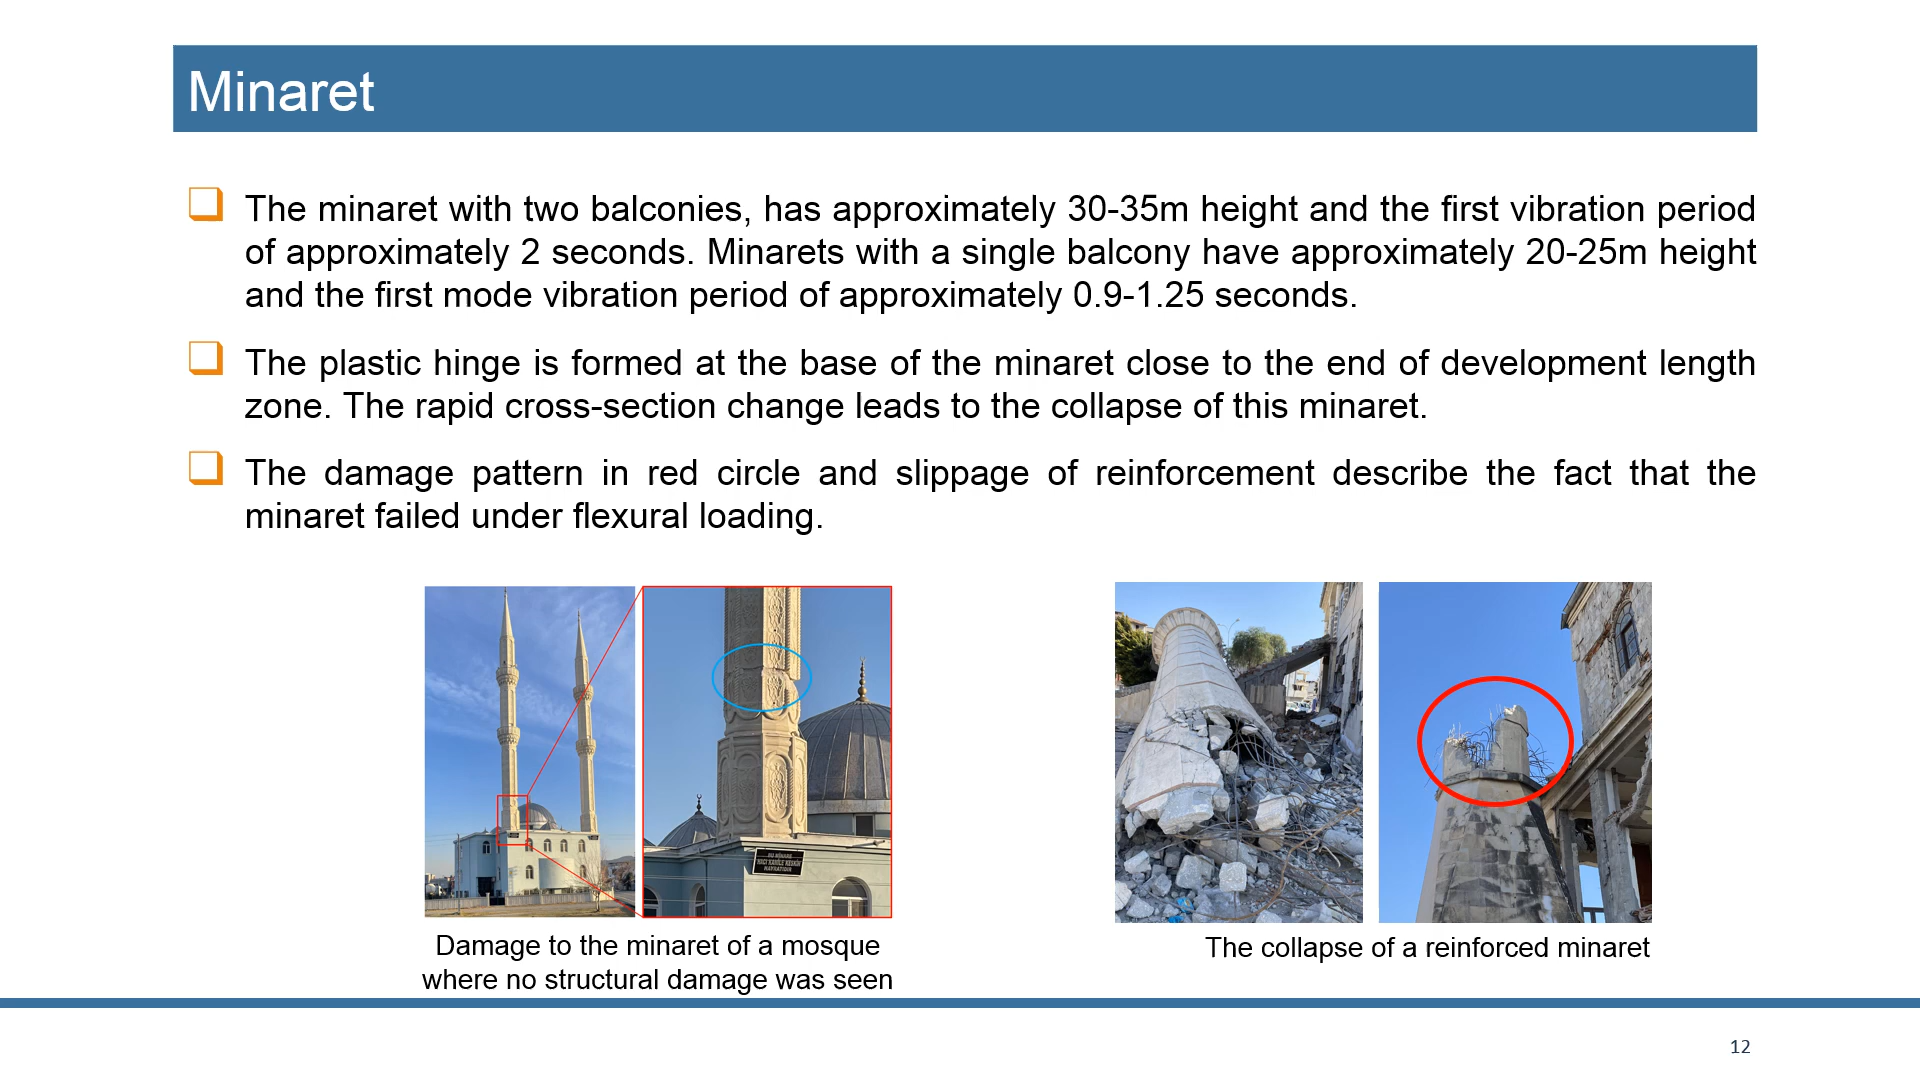 Minaret
The minaret with two balconies, has approximately 30-35m height and the first vibration period
of approximately 2 seconds. Minarets with a single balcony have approximately 20-25m height
and the first mode vibration period of approximately 0.9-1.25 seconds.
The plastic hinge is formed at the base of the minaret close to the end of development length
zone. The rapid cross-section change leads to the collapse of this minaret.
The damage pattern in red circle and slippage of reinforcement describe the fact that the
minaret failed under flexural loading.
Damage to the minaret of a mosque
where no structural damage was seen
The collapse of a reinforced minaret
12